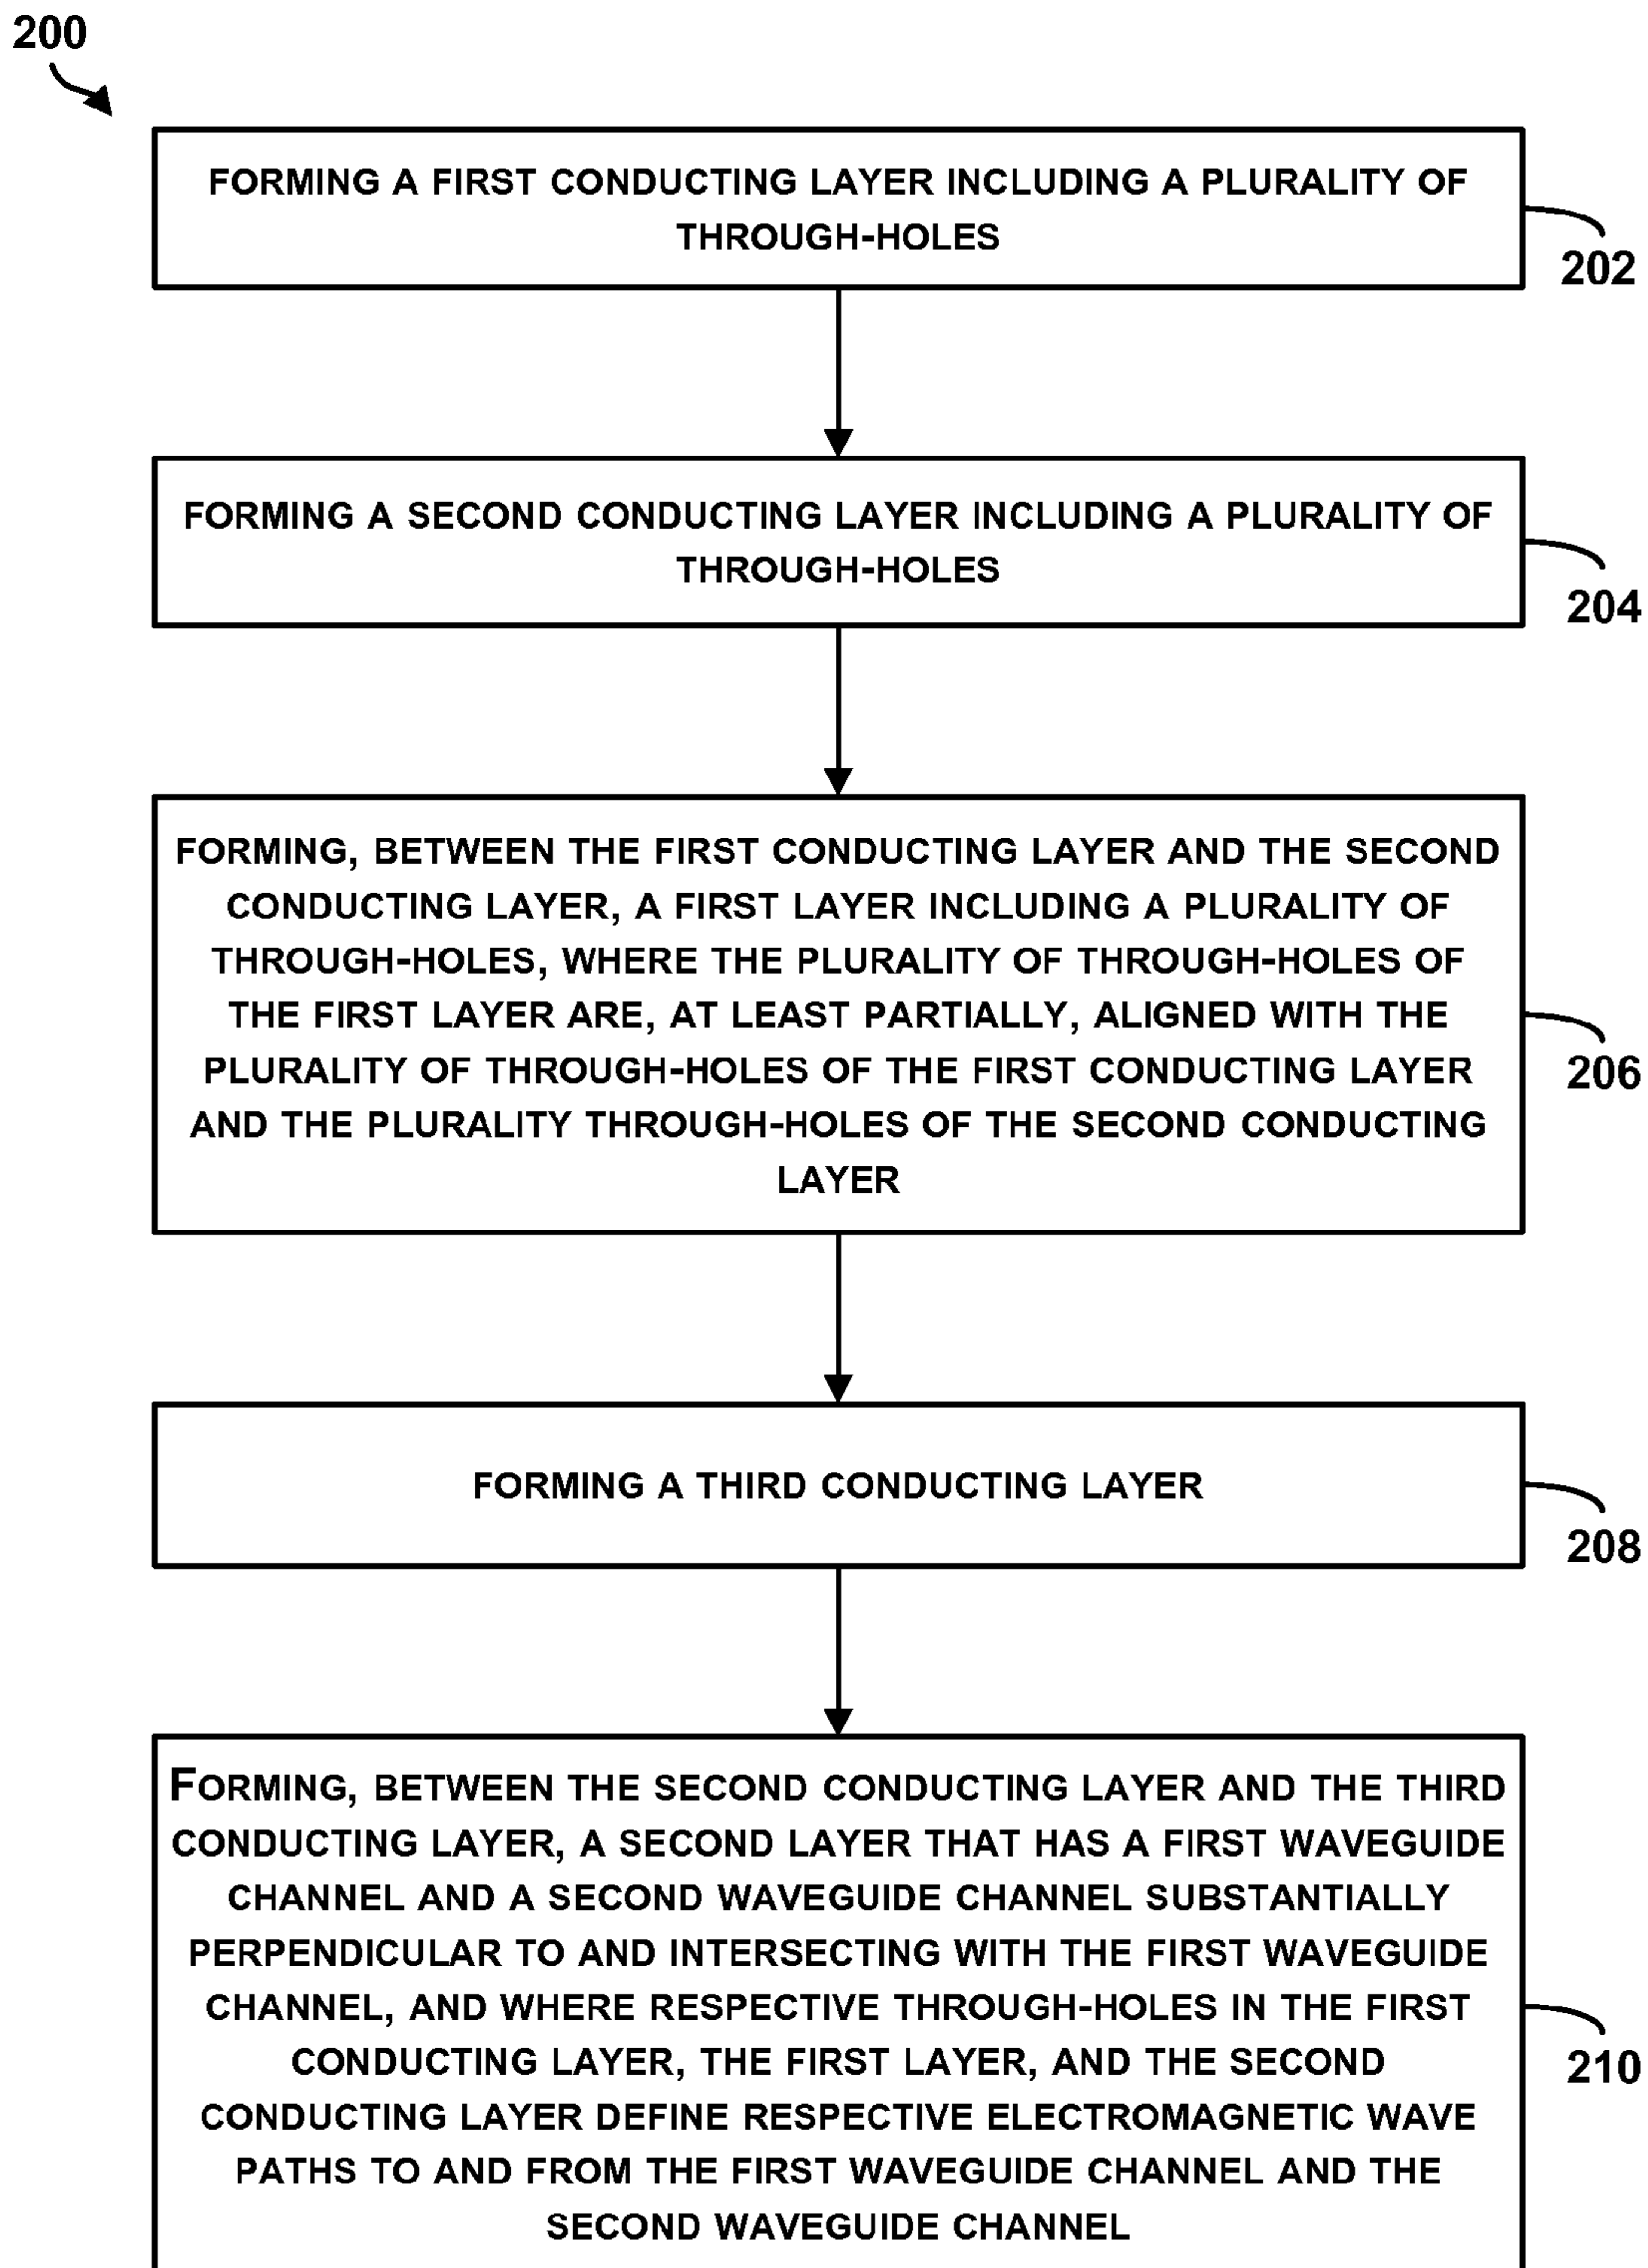 200
FORMING A FIRST CONDUCTING LAYER INCLUDING A PLURALITY OF
THROUGH-HOLES
202
FORMING A SECOND CONDUCTING LAYER INCLUDING A PLURALITY OF
THROUGH-HOLES
204
FORMING, BETWEEN THE FIRST CONDUCTING LAYER AND THE SECOND
CONDUCTING LAYER, A FIRST LAYER INCLUDING A PLURALITY OF
THROUGH-HOLES, WHERE THE PLURALITY OF THROUGH-HOLES OF
THE FIRST LAYER ARE, AT LEAST PARTIALLY, ALIGNED WITH THE
PLURALITY OF THROUGH-HOLES OF THE FIRST CONDUCTING LAYER
AND THE PLURALITY THROUGH-HOLES OF THE SECOND CONDUCTING
LAYER
206
FORMING A THIRD CONDUCTING LAYER
208
FORMING, BETWEEN THE SECOND CONDUCTING LAYER AND THE THIRD
CONDUCTING LAYER, A SECOND LAYER THAT HAS A FIRST WAVEGUIDE
CHANNEL AND A SECOND WAVEGUIDE CHANNEL SUBSTANTIALLY
PERPENDICULAR TO AND INTERSECTING WITH THE FIRST WAVEGUIDE
CHANNEL, AND WHERE RESPECTIVE THROUGH-HOLES IN THE FIRST
CONDUCTING LAYER, THE FIRST LAYER, AND THE SECOND
CONDUCTING LAYER DEFINE RESPECTIVE ELECTROMAGNETIC WAVE
PATHS TO AND FROM THE FIRST WAVEGUIDE CHANNEL AND THE
SECOND WAVEGUIDE CHANNEL
210